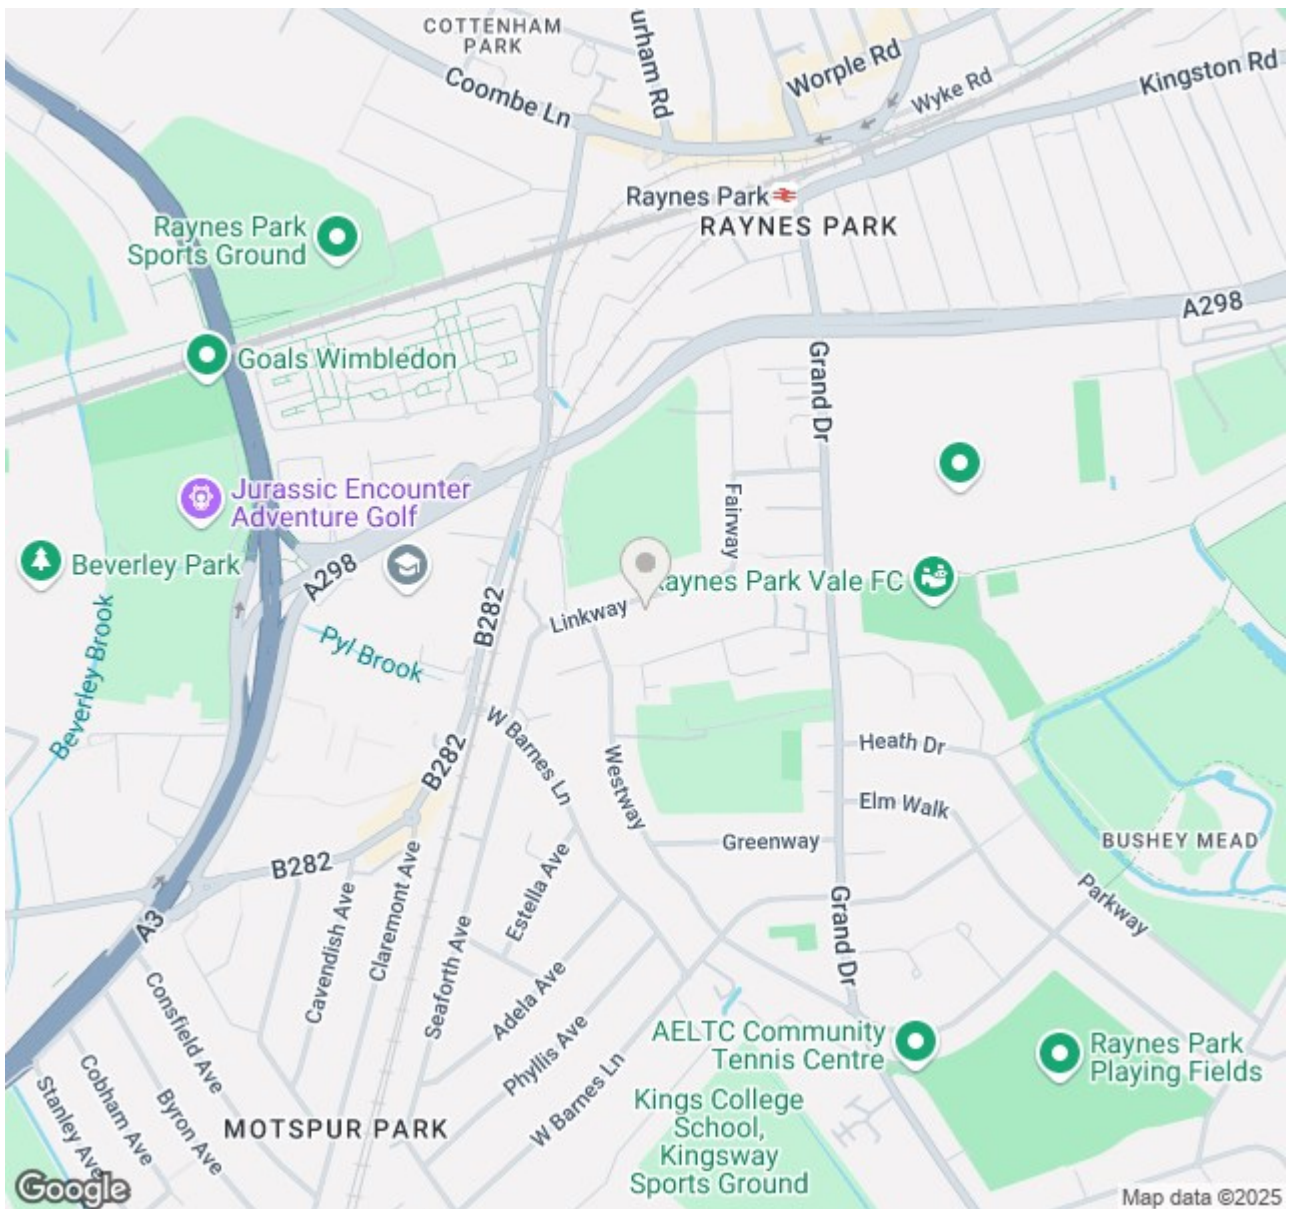 COTTENHAM
PARK
urham Rd
Worple Rd
Kingston Rd
Coombe Ln
Wyke Rd
Raynes Park
RAYNES PARK
Raynes Park
Sports Ground
A298
Goals Wimbledon
Grand Dr
Jurassic Encounter
Adventure Golf
Fairway
Beverley Park
A298
aynes Park Vale FC
B282
Linkway
Pyl Brook
Beverley Brook
W Barnes Ln
Heath Dr
B282
Westway
Elm Walk
Greenway
BUSHEY MEAD
B282
Parkway
A3
Cavendish Ave
Claremont Ave
Estella Ave
Grand Dr
Seaforth Ave
Adela Ave
Consfield Ave
Phyllis Ave
W Barnes Ln
AELTC Community
Tennis Centre
Raynes Park
Playing Fields
Stanley Ave
Cobham Ave
Byron Ave
MOTSPUR PARK
Kings College
School,
Kingsway
Sports Ground
Google
Map data ©2025